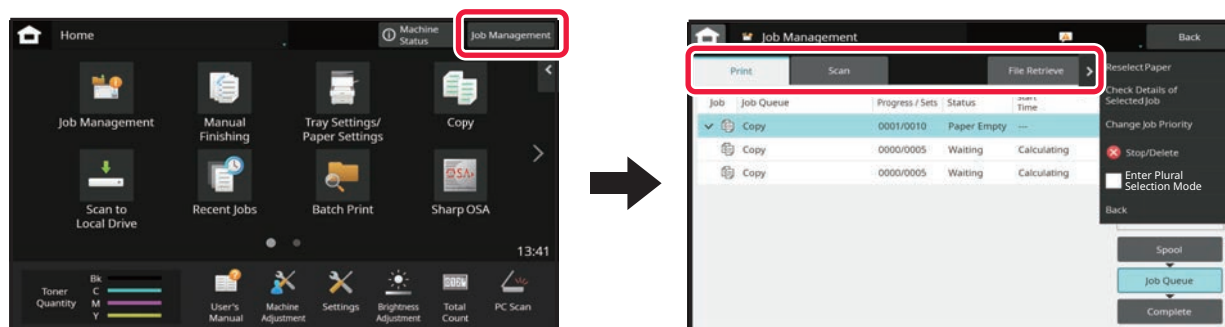 Home
Machine
Status
Job Management
Job Management
Manual
Finishing
Tray Settings/
Paper Settings
Copy
Scan to
Local Drive
Recent Jobs
Batch Print
OSA
Sharp OSA
13:41
Toner
Quantity
Bk
C
M
Y
User's
Manual
Machine
Adjustment
Settings
Brightness
Adjustment
Total
Count
PC Scan
Job Management
Back
Print
Scan
File Retrieve
Job
Job Queue
Progress / Sets
Status
Start
Time
Copy
0001/0010
Paper Empty
---
Copy
0000/0005
Waiting
Calculating
Copy
0000/0005
Waiting
Calculating
Reselect Paper
Check Details of
Selected Job
Change Job Priority
Stop/Delete
Enter Plural
Selection Mode
Back
Spool
Job Queue
Complete